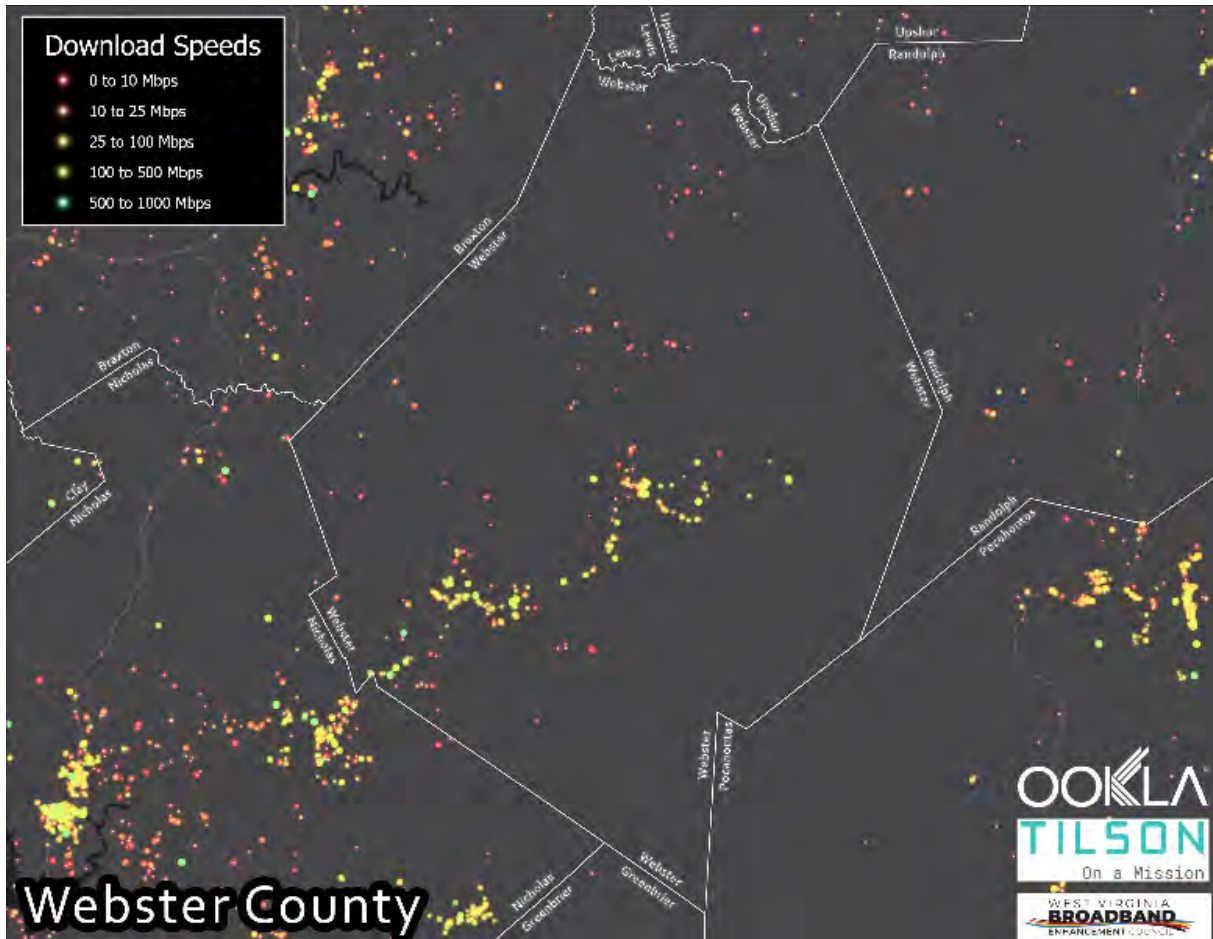 Download Speeds
0 to 10 Mbps
10 to 25 Mbps
25 to 100 Mbps
100 to 500 Mbps
500 to 1000 Mbps
Upshur
Lewis
Lewis
Webster
Upshur
Webster
Upshur
Randolph
Braxton
Webster
Braxton
Nicholas
Randolph
Webster
Clay
Nicholas
Randolph
Pocahontas
Webster
Nicholas
Webster
Pocahontas
Webster
Greenbrier
Nicholas
Greenbrier
OOKLA
TILSON
On a Mission
WEST VIRGINIA
BROADBAND
ENHANCEMENT COUNCIL
Webster County